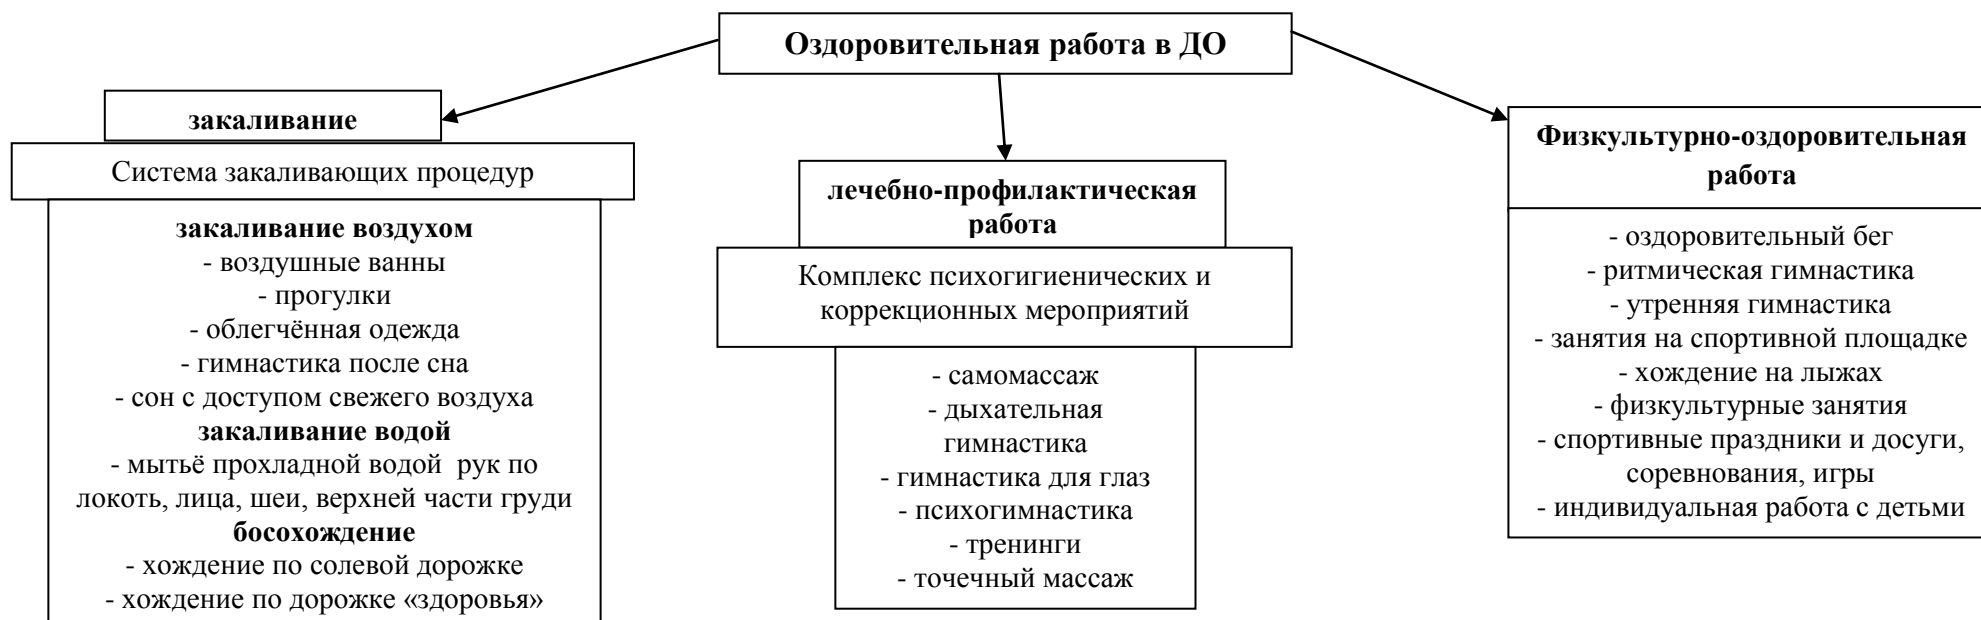 Оздоровительная работа в ДО
закаливание
Система закаливающих процедур
закаливание воздухом
- воздушные ванны
- прогулки
- облегчённая одежда
- гимнастика после сна
- сон с доступом свежего воздуха
закаливание водой
- мытьё прохладной водой  рук по
локоть, лица, шеи, верхней части груди
босохождение
- хождение по солевой дорожке
- хождение по дорожке «здоровья»
лечебно-профилактическая
работа
Комплекс психогигиенических и
коррекционных мероприятий
- самомассаж
- дыхательная
гимнастика
- гимнастика для глаз
- психогимнастика
- тренинги
- точечный массаж
Физкультурно-оздоровительная
работа
- оздоровительный бег
- ритмическая гимнастика
- утренняя гимнастика
- занятия на спортивной площадке
- хождение на лыжах
- физкультурные занятия
- спортивные праздники и досуги,
соревнования, игры
- индивидуальная работа с детьми